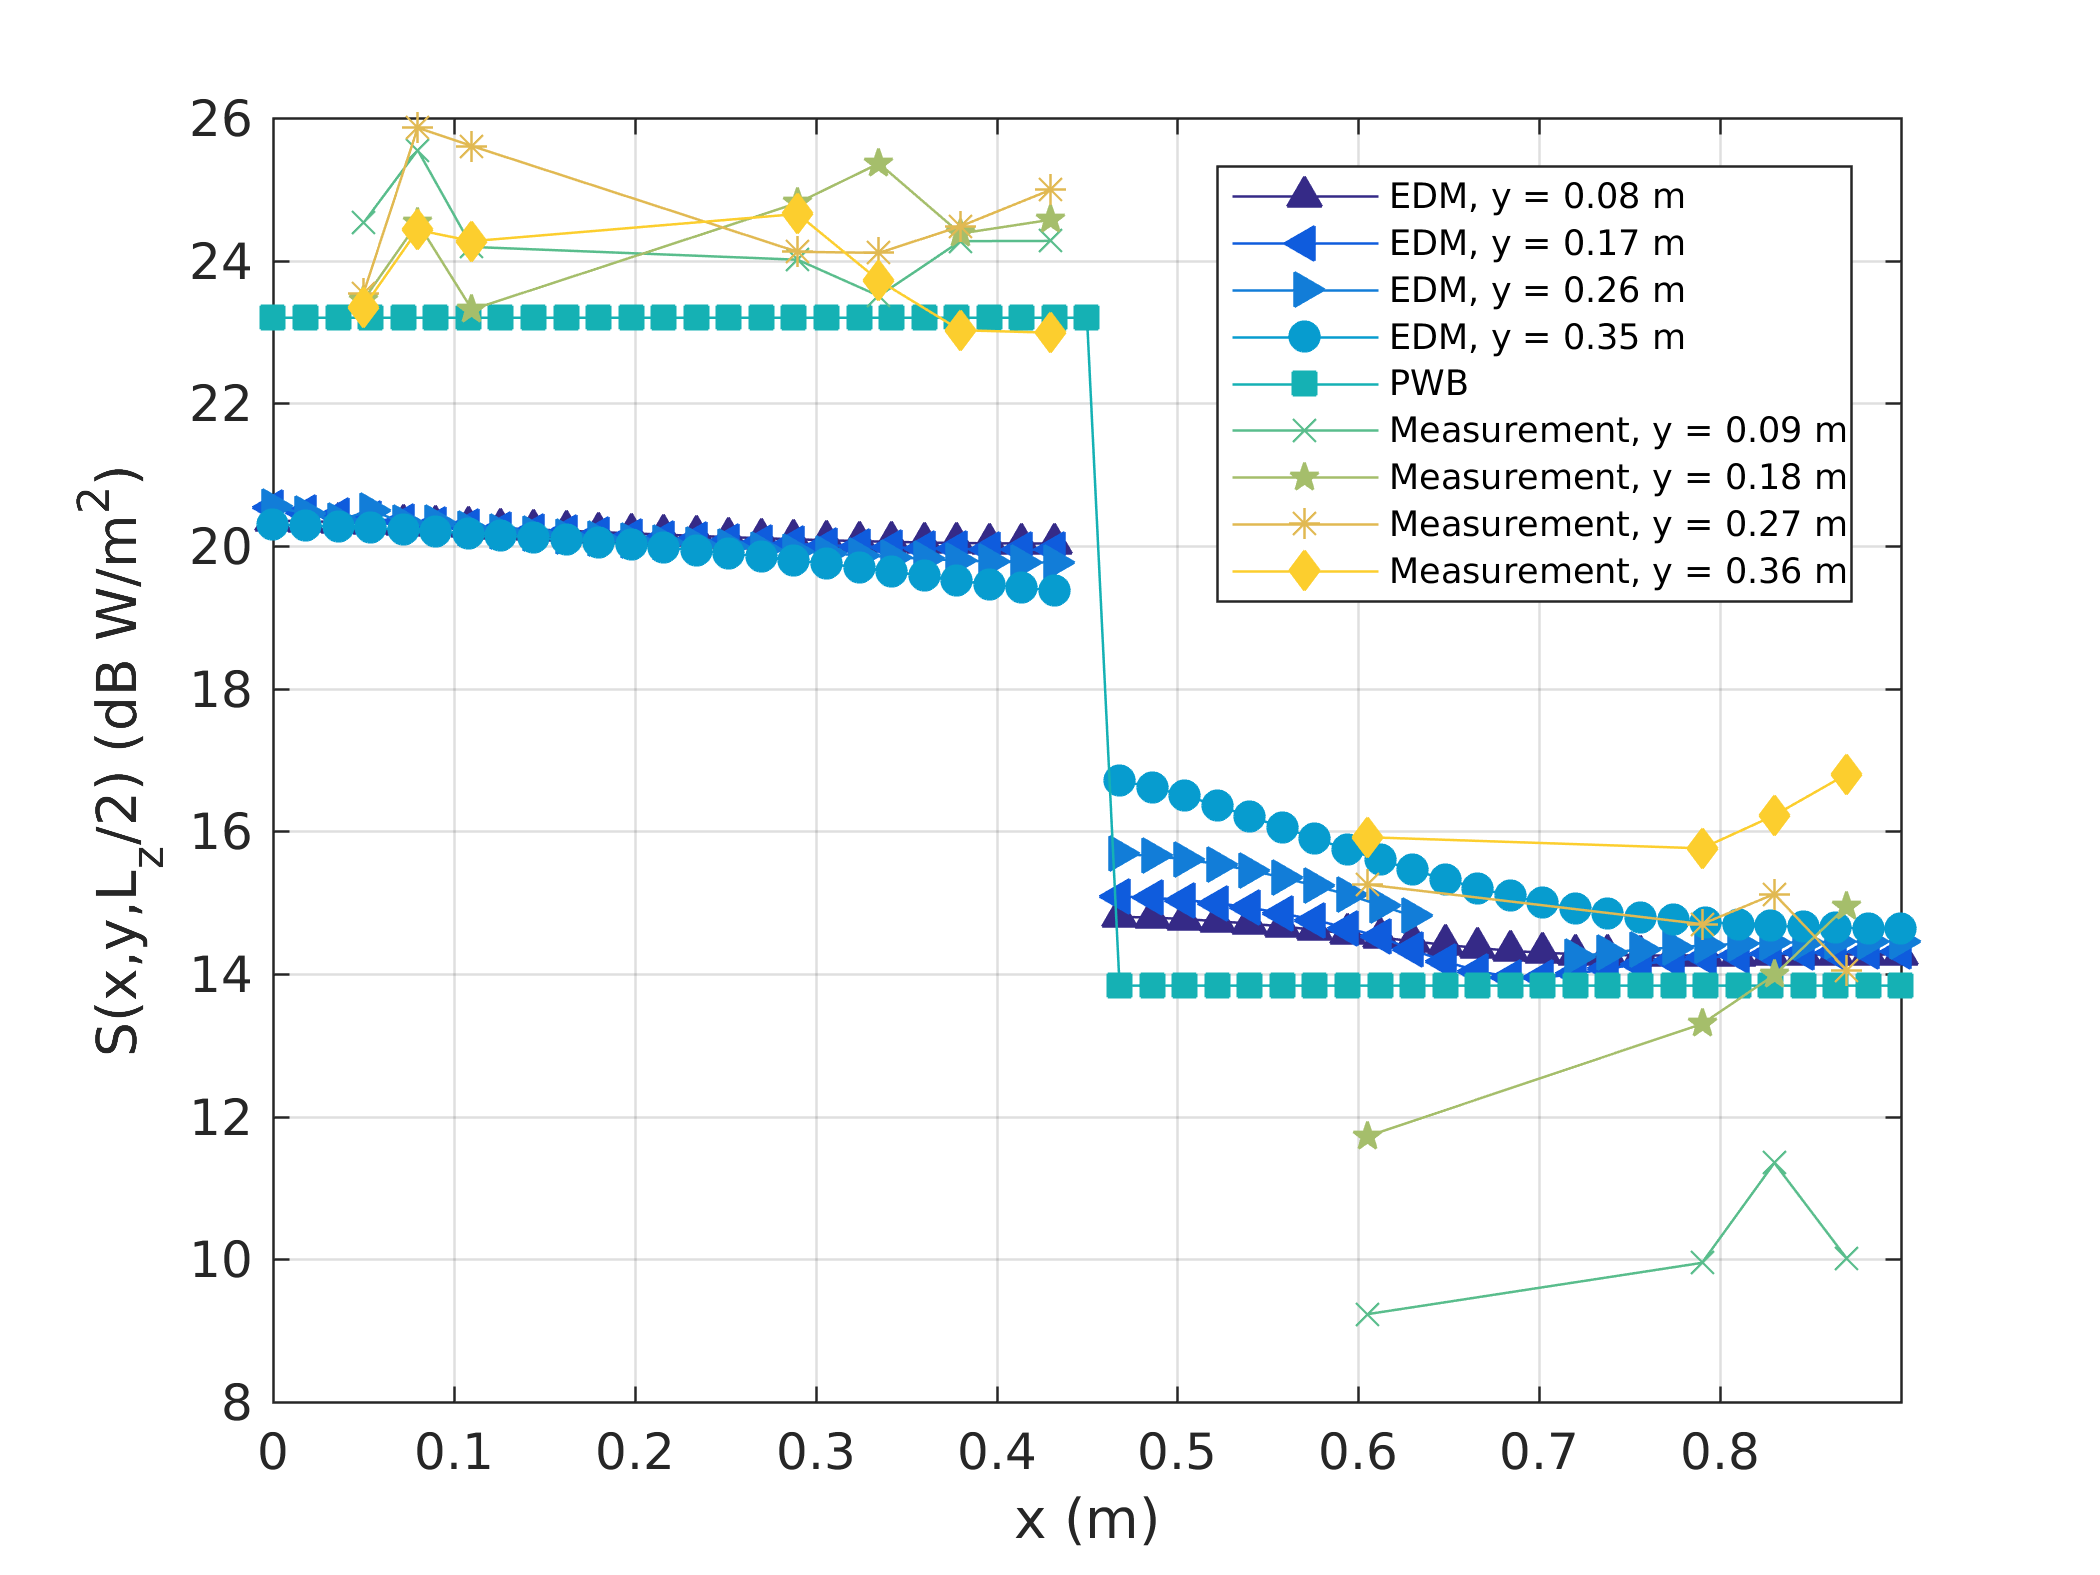 26
24
22
20
18
16
14
12
10
8
0 0.1 0.2 0.3 0.4 0.5 0.6 0.7 0.8
x (m)
S(x,y,L_z/2) (dB W/m^2)
EDM, y = 0.08 m
EDM, y = 0.17 m
EDM, y = 0.26 m
EDM, y = 0.35 m
PWB
Measurement, y = 0.09 m
Measurement, y = 0.18 m
Measurement, y = 0.27 m
Measurement, y = 0.36 m